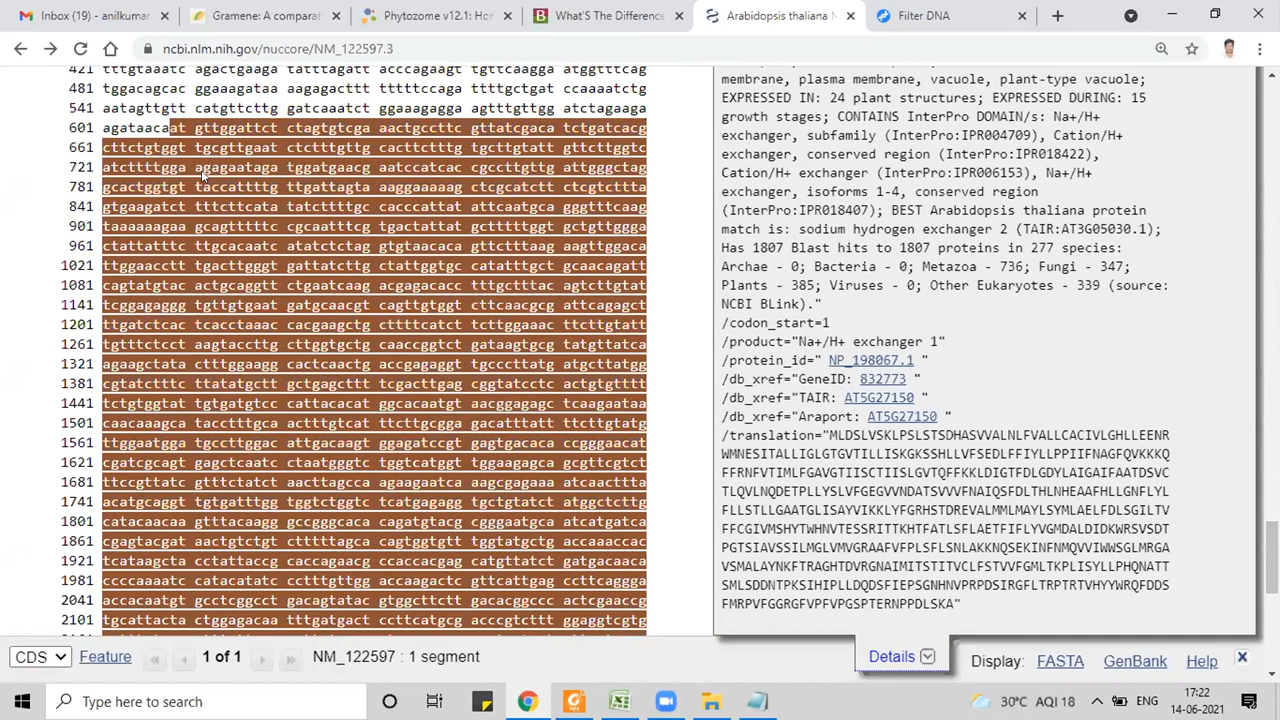 Inbox (19) - anilkumar
Gramene: A comparat
Phytozome v12.1: Hor
What'S The Difference
Arabidopsis thaliana N
Filter DNA
ncbi.nlm.nih.gov/nuccore/NM_122597.3
421 tttgtaaatc agactgaaga tatttagatt acccagaagt tgttcaagga atggtttcag
481 tggacagcac ggaaagataa aagagacttt tttttccaga ttttgctgat ccaaaatctc
541 aatagttgtt catgttcttg gatcaaatct ggaaagagga agtttgttgg atctagaaga
601 agataacaat gttggattct ctagtgtcga aactgccttc gttatcgaca tctgatcacg
661 cttctgtggt tgcgttgaat ctctttgttg cacttctttg tgcttgtatt gttcttggtc
721 atcttttgga agagaataga tggatgaacg aatccatcac cgccttgttg attgggctag
781 gcactggtgt taccattttg ttgattagta aaggaaaaag ctcgcatctt ctcgtcttta
841 gtgaagatct tttcttcata tatcttttgc cacccattat attcaatgca gggtttcaag
901 taaaaaagaa gcagtttttc cgcaatttcg tgactattat gcttttttggt gctgttggga
961 ctattatttc ttgcacaatc atatctctag gtgtaacaca gttctttaag aagttggaca
1021 ttggaacctt tgacttgggt gattatcttg ctattggtgc catatttgct gcaacagatt
1081 cagtatgtac actgcaggtt ctgaatcaag acgagacacc tttgctttac agtcttgtat
1141 tcggagaggg tgttgtgaat gatgcaacgt cagttgtggt cttcaacgcg attcagagct
1201 ttgatctcac tcacctaaac cacgaagctg cttttcatct tcttggaaac ttcttgtatt
1261 tgtttctcct aagtaccttg cttggtgctg caaccggtct gataagtgcg tatgttatca
1321 agaagctata ctttggaagg cactcaactg accgagaggt tgcccttatg atgcttatgg
1381 cgtatctttc ttatatgctt gctgagcttt tcgacttgag cggtatcctc actgtgtttt
1441 tctgtggtat tgtgatgtcc cattacacat ggcacaatgt aacggagagc tcaagaataa
1501 caacaaagca tacctttgca actttgtcat ttcttgcgga gacatttatt ttcttgtatg
1561 ttggaatgga tgccttggac attgacaagt ggagatccgt gagtgacaca ccgggaacat
1621 cgatcgcagt gagctcaatc ctaatgggtc tggtcatggt tggaagagca gcgttcgtct
1681 ttccgttatc gtttctatct aacttagcca agaagaatca aagcgagaaa atcaacttta
1741 acatgcaggt tgtgatttgg tggtctggtc tcatgagagg tgctgtatct atggctcttg
1801 catacaacaa gtttacaagg gccgggcaca cagatgtacg cgggaatgca atcatgatca
1861 cgagtacgat aactgtctgt cttttttagca cagtggtgtt tggtatgctg accaaaccac
1921 tcataagcta cctattaccg caccagaacg ccaccacgag catgttatct gatgacaaca
1981 ccccaaaatc catacatatc cctttgttgg accaagactc gttcattgag ccttcaggga
2041 accacaatgt gcctcggcct gacagtatac gtggcttctt gacacggccc actcgaaccg
2101 tgcattacta ctggagacaa tttgatgact ccttcatgcg acccgtcttt ggaggtcgtg
membrane, plasma membrane, vacuole, plant-type vacuole;
EXPRESSED IN: 24 plant structures; EXPRESSED DURING: 15
growth stages; CONTAINS InterPro DOMAIN/s: Na+/H+
exchanger, subfamily (InterPro:IPR004709), Cation/H+
exchanger, conserved region (InterPro:IPR018422),
Cation/H+ exchanger (InterPro:IPR006153), Na+/H+
exchanger, isoforms 1-4, conserved region
(InterPro:IPR018407); BEST Arabidopsis thaliana protein
match is: sodium hydrogen exchanger 2 (TAIR:AT3G05030.1);
Has 1807 Blast hits to 1807 proteins in 277 species:
Archae - 0; Bacteria - 0; Metazoa - 736; Fungi - 347;
Plants - 385; Viruses - 0; Other Eukaryotes - 339 (source:
NCBI BLink)."
/codon_start=1
/product="Na+/H+ exchanger 1"
/protein_id=" NP_198067.1 "
/db_xref="GeneID: 832773 "
/db_xref="TAIR: AT5G27150 "
/db_xref="Araport: AT5G27150 "
/translation="MLDSLVSKLPSLSTSDHASVVALNLFVALLCACIVLGHLLEENR
WMNESITALLIGLGTGVTILLISKGKSSHLLVFSEDLFFIYLLPPIIFNAGFQVKKKQ
FFRNFVTIMLFGAVGTIISCTIISLGVTQFFKKLDIGTFDLGDYLAIGAIFAATDSVC
TLQVLNQDETPLLYSLVFGEGVVNDATSVVVFNAIQSFDLTHLNHEAAFHLLGNFLYL
FLLSTLLGAATGLISAYVIKKLYFGRHSTDREVALMMLMAYLSYMLAELFDLSGILTV
FFCGIVMSHYTWHNVTESSRITTKHTFATLSFLAETFIFLYVGMDALDIDKWRSVSDT
PGTSIAVSSILMGLVMVGRAAFVFPLSFLSNLAKKNQSEKINFNMQVVIWWSGLMRGA
VSMALAYNKFTRAGHTDVRGNAIMITSTITVCLFSTVVFGMLTKPLISYLLPHQNATT
SMLSDDNTPKSIHIPLLDQDSFIEPSGNHNVPRPDSIRGFLTRPTRTVHYYWRQFDDS
FMRPVFGGRGFVPFVPGSPTERNPPDLSKA"
CDS Feature 1 of 1 NM_122597 : 1 segment
Details
Display: FASTA GenBank Help
Type here to search
30°C AQI 18
ENG
17:22
14-06-2021